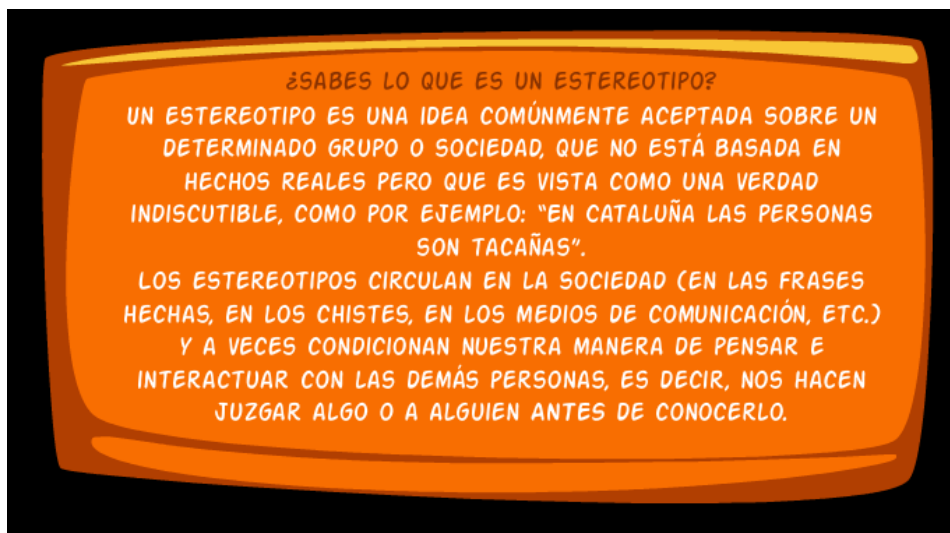 ¿SABES LO QUE ES UN ESTEREOTIPO?
UN ESTEREOTIPO ES UNA IDEA COMÚNMENTE ACEPTADA SOBRE UN
DETERMINADO GRUPO O SOCIEDAD, QUE NO ESTÁ BASADA EN
HECHOS REALES PERO QUE ES VISTA COMO UNA VERDAD
INDISCUTIBLE, COMO POR EJEMPLO: "EN CATALUÑA LAS PERSONAS
SON TACAÑAS".
LOS ESTEREOTIPOS CIRCULAN EN LA SOCIEDAD (EN LAS FRASES
HECHAS, EN LOS CHISTES, EN LOS MEDIOS DE COMUNICACIÓN, ETC.)
Y A VECES CONDICIONAN NUESTRA MANERA DE PENSAR E
INTERACTUAR CON LAS DEMÁS PERSONAS, ES DECIR, NOS HACEN
JUZGAR ALGO O A ALGUIEN ANTES DE CONOCERLO.